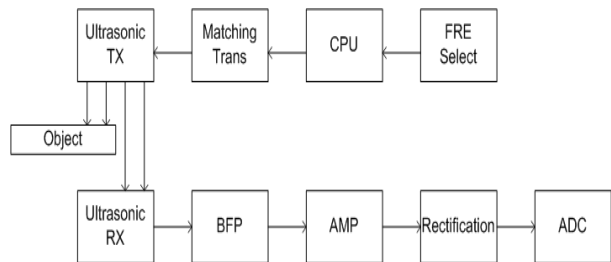 Ultrasonic
TX
Matching
Trans
CPU
FRE
Select
Object
Ultrasonic
RX
BFP
AMP
Rectification
ADC